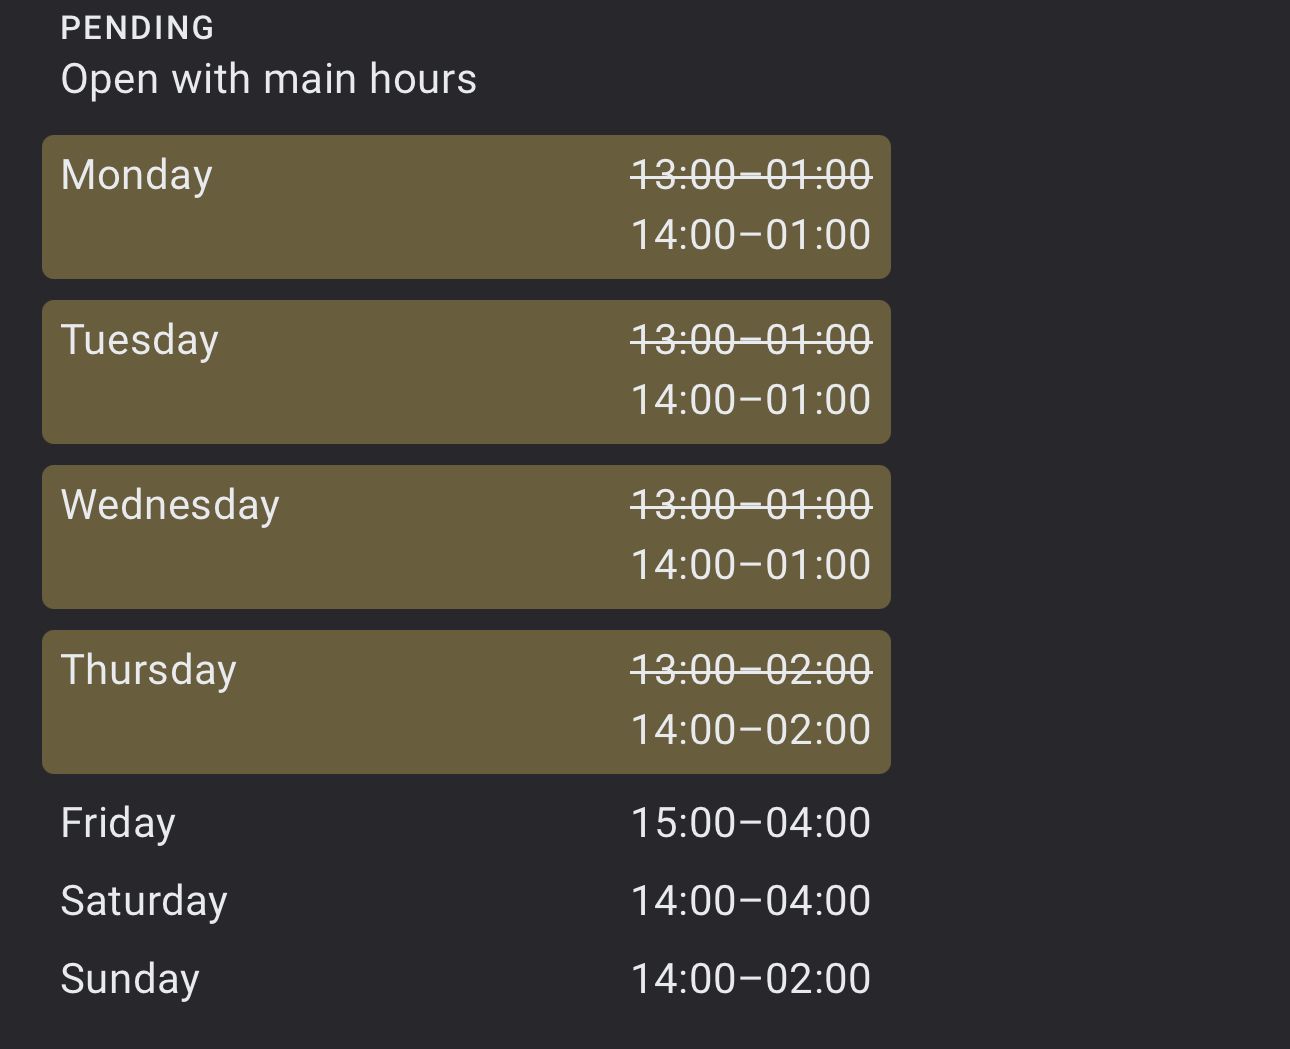 PENDING
Open with main hours
Monday 13:00–01:00
14:00–01:00
Tuesday 13:00–01:00
14:00–01:00
Wednesday 13:00–01:00
14:00–01:00
Thursday 13:00–02:00
14:00–02:00
Friday 15:00–04:00
Saturday 14:00–04:00
Sunday 14:00–02:00